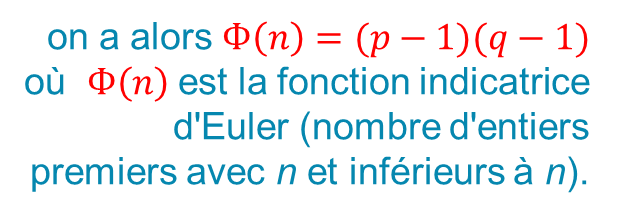 on a alors Φ(n) = (p − 1)(q − 1)
où Φ(n) est la fonction indicatrice
d'Euler (nombre d'entiers
premiers avec n et inférieurs à n).